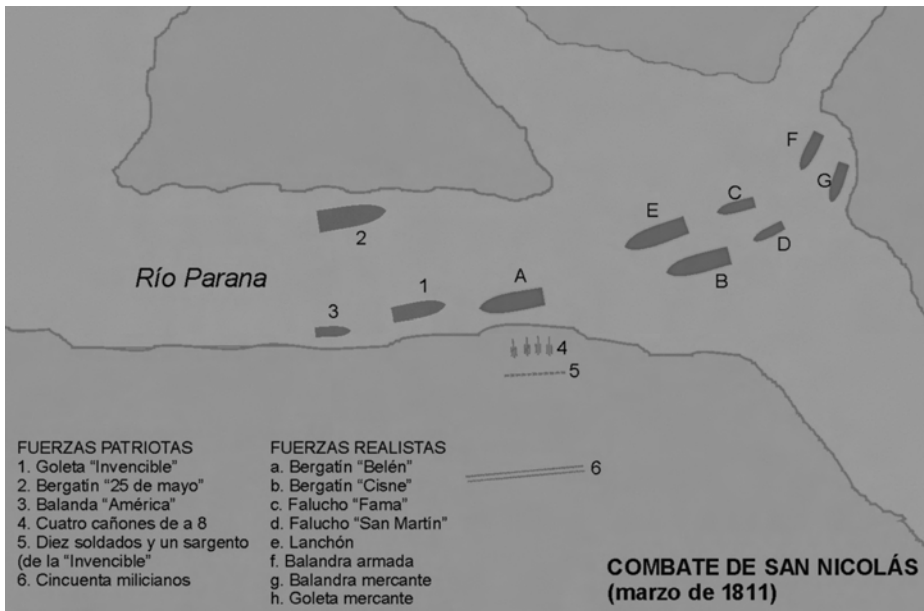 F
G
C
E
D
2
B
Río Parana
1
A
3
4
5
6
FUERZAS PATRIOTAS
1. Goleta “Invencible”
2. Bergatín “25 de mayo”
3. Balanda “América”
4. Cuatro cañones de a 8
5. Diez soldados y un sargento
(de la “Invencible”
6. Cincuenta milicianos
FUERZAS REALISTAS
a. Bergatín “Belén”
b. Bergatín “Cisne”
c. Falucho “Fama”
d. Falucho “San Martín”
e. Lanchón
f. Balandra armada
g. Balandra mercante
h. Goleta mercante
COMBATE DE SAN NICOLÁS
(marzo de 1811)